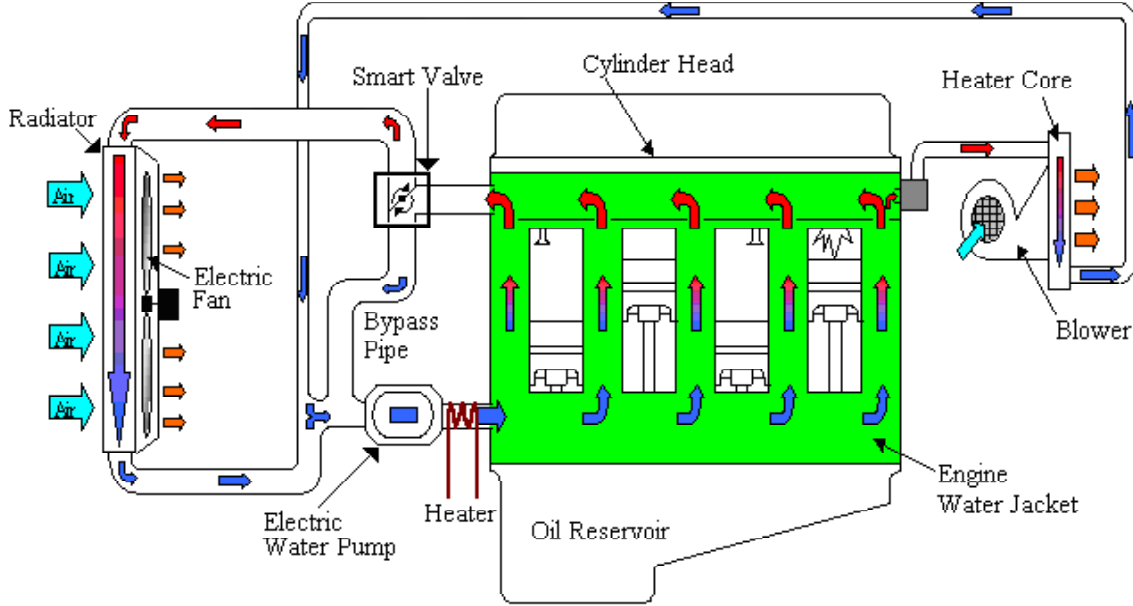 Cylinder Head
Smart Valve
Heater Core
Radiator
Air
Air
Air
Air
Electric
Fan
Bypass
Pipe
Blower
Electric
Water Pump
Heater
Oil Reservoir
Engine
Water Jacket